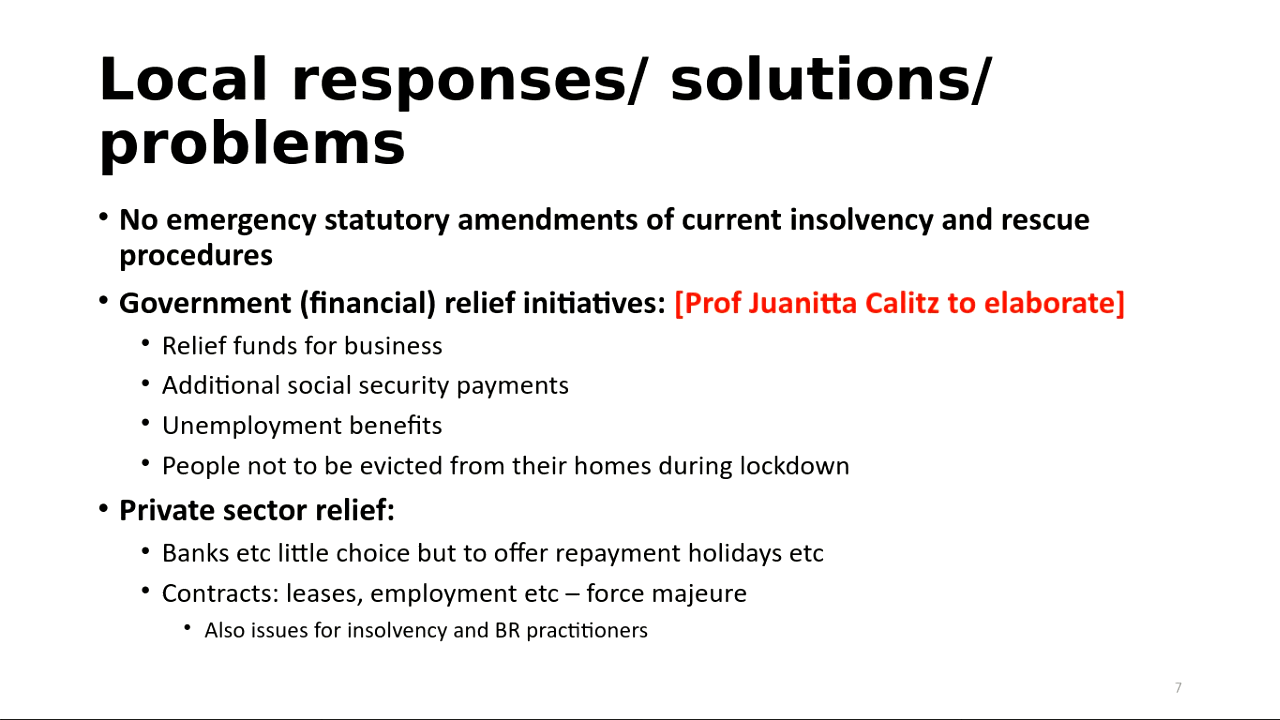 Local responses/ solutions/
problems
• No emergency statutory amendments of current insolvency and rescue
procedures
• Government (financial) relief initiatives: [Prof Juanitta Calitz to elaborate]
• Relief funds for business
• Additional social security payments
• Unemployment benefits
• People not to be evicted from their homes during lockdown
• Private sector relief:
• Banks etc little choice but to offer repayment holidays etc
• Contracts: leases, employment etc – force majeure
• Also issues for insolvency and BR practitioners
7